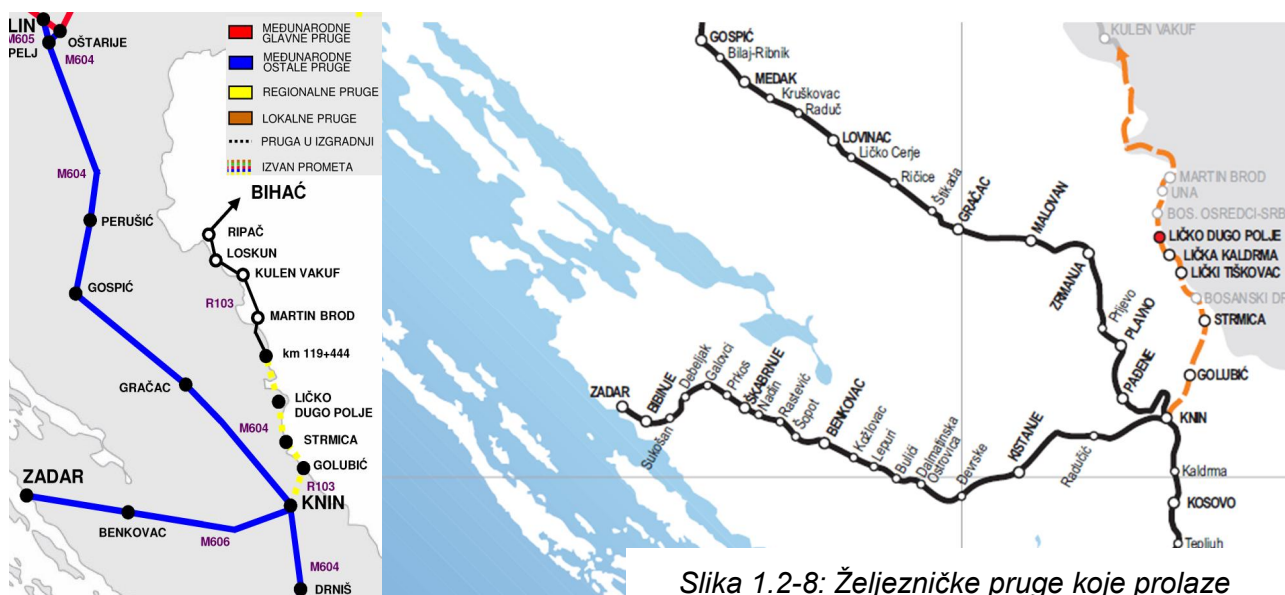 LIN
M605
PELJ
OŠTARIJE
M604
MEĐUNARODNE
GLAVNE PRUGE
MEĐUNARODNE
OSTALE PRUGE
REGIONALNE PRUGE
LOKALNE PRUGE
PRUGA U IZGRADNJI
IZVAN PROMETA
M604
BIHAĆ
PERUŠIĆ
RIPAČ
LOSKUN
KULEN VAKUF
GOSPIĆ
R103
MARTIN BROD
km 119+444
GRAČAC
LIČKO
DUGO POLJE
M604
STRMICA
GOLUBIĆ
ZADAR
R103
KNIN
BENKOVAC
M606
M604
DRNIŠ
GOSPIĆ
Bilaj-Ribnik
MEDAK
Kruškovac
Raduč
LOVINAC
Ličko Cerje
Ričice
Štikada
GRAČAC
MALOVAN
ZRMANJA
Prljevo
PLAVNO
PAĐENE
KULEN VAKUF
MARTIN BROD
UNA
BOS. OSREDCI-SRB
LIČKO DUGO POLJE
LIČKA KALDRMA
LIČKI TIŠKOVAC
BOSANSKI DR
STRMICA
GOLUBIĆ
KNIN
ZADAR
BIBINJE
Sukošan
Debeljak
Galovci
Prkos
ŠKABRNJE
Nadin
Raštević
Šopot
BENKOVAC
Kožlovac
Lepuri
Bulići
Dalmatinska
Ostrovica
Đevrske
KISTANJE
Radučić
Kaldrma
KOSOVO
Tepljuh
Slika 1.2-8: Željezničke pruge koje prolaze